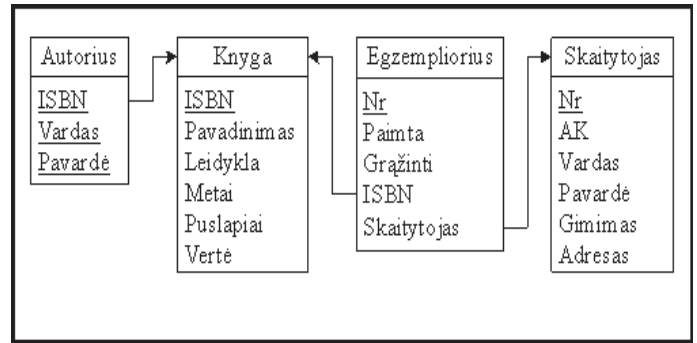 Autorius
ISBN
Vardas
Pavardė
Knyga
ISBN
Pavadinimas
Leidykla
Metai
Puslapiai
Vertė
Egzempliorius
Nr
Paimta
Grąžinti
ISBN
Skaitytojas
Skaitytojas
Nr
AK
Vardas
Pavardė
Gimimas
Adresas